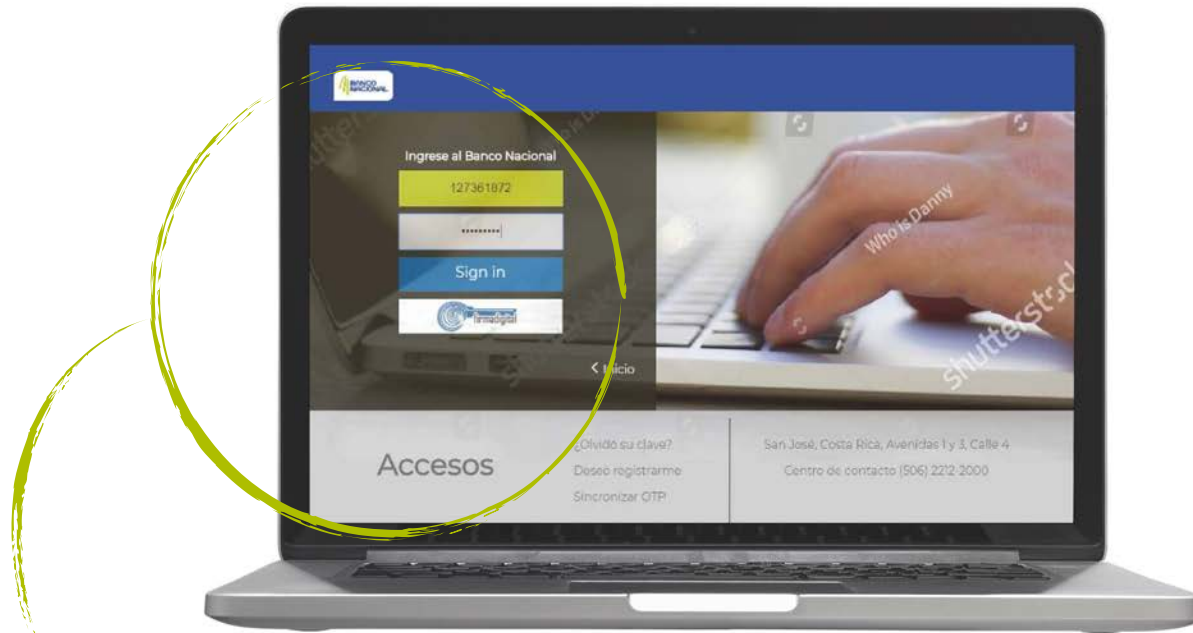 BANCO
NACIONAL
Ingrese al Banco Nacional
127361872
•••••••••
Sign in
firmadigital
< Inicio
Accesos
¿Olvidó su clave?
Deseo registrarme
Sincronizar OTP
San José, Costa Rica, Avenidas 1 y 3, Calle 4
Centro de contacto (506) 2212-2000
Who is Danny
shutterstock